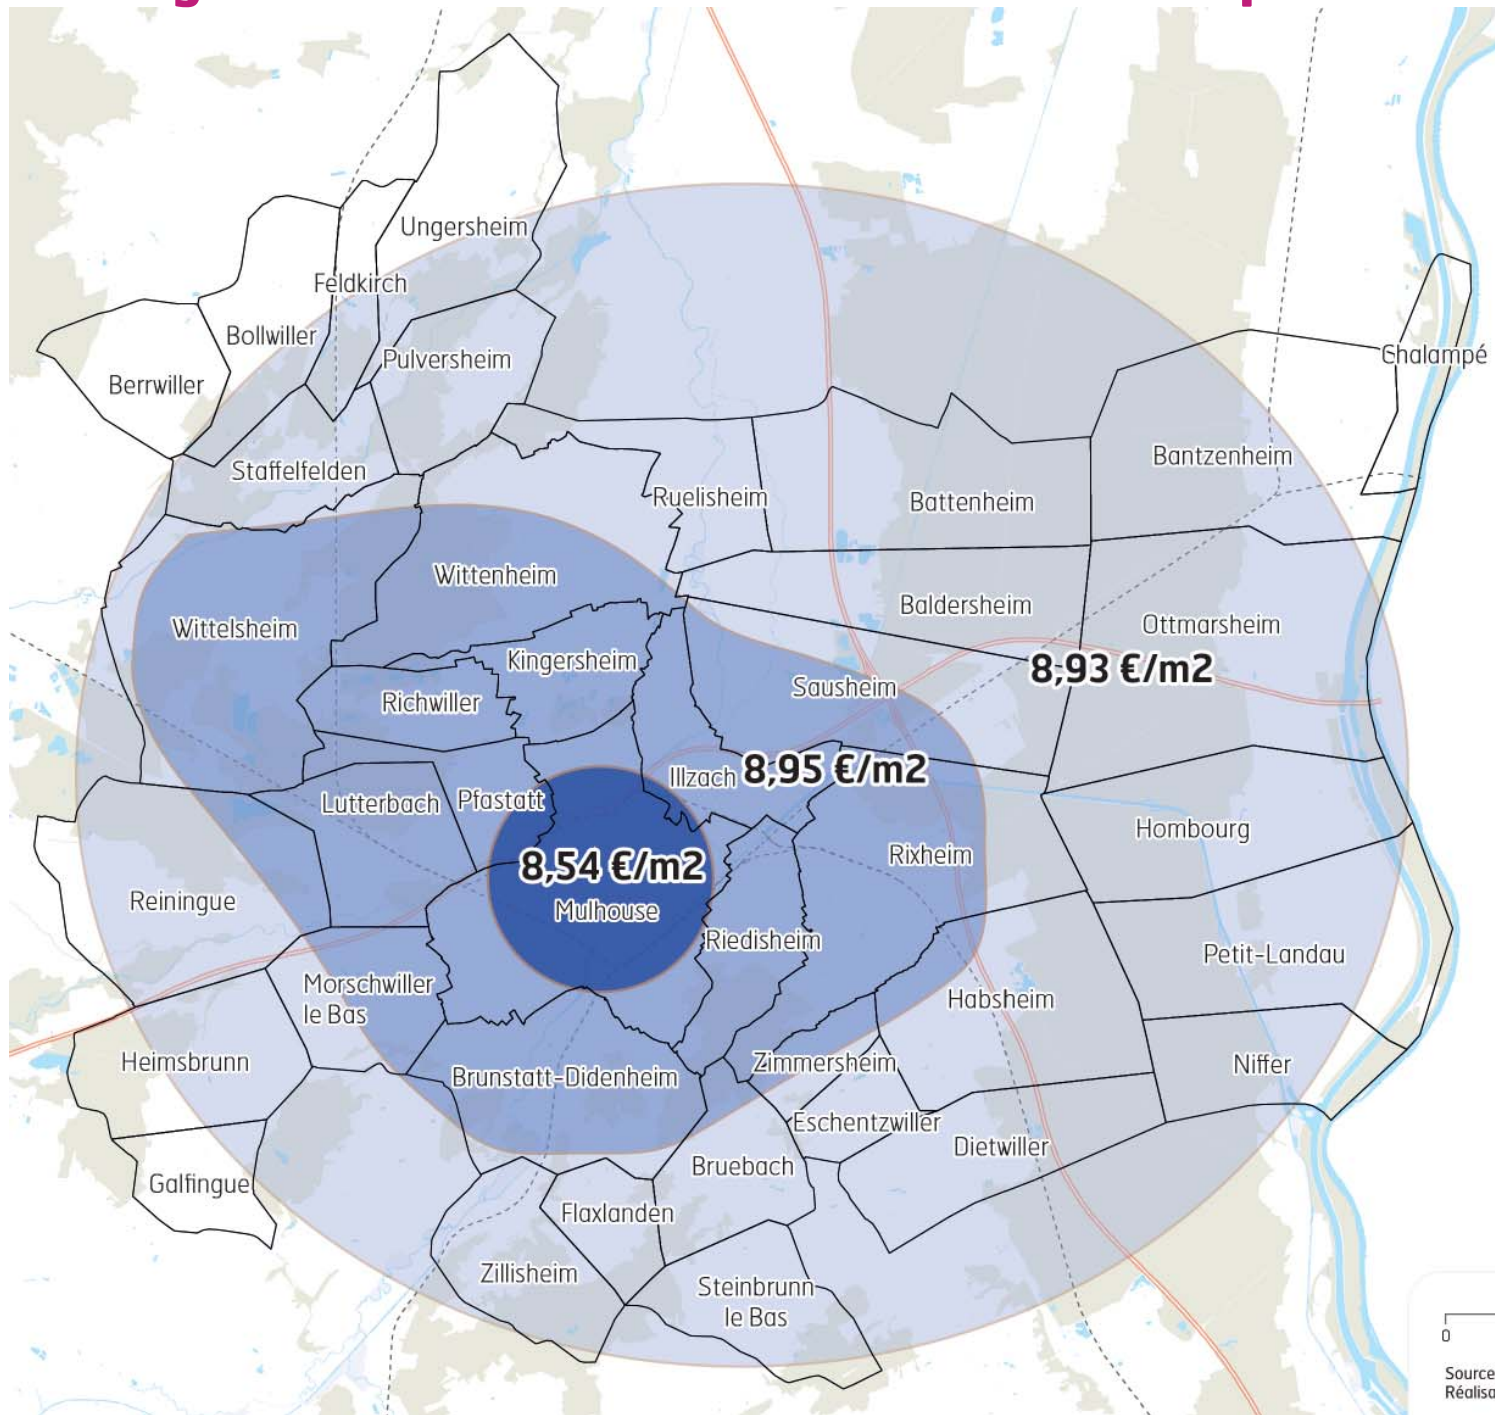 Ungersheim
Feldkirch
Bollwiller
Chalampé
Pulversheim
Berrwiller
Bantzenheim
Staffelfelden
Ruelisheim
Battenheim
Wittenheim
Baldersheim
Ottmarsheim
Wittelsheim
Kingersheim
8,93 €/m2
Sausheim
Richwiller
Illzach
8,95 €/m2
Lutterbach
Pfastatt
Hombourg
Rixheim
8,54 €/m2
Mulhouse
Reiningue
Riedisheim
Petit-Landau
Morschwiller
le Bas
Habsheim
Heimsbrunn
Zimmersheim
Niffer
Brunstatt-Didenheim
Eschentzwiller
Dietwiller
Bruebach
Galfingue
Flaxlanden
Zillisheim
Steinbrunn
le Bas
0
Source
Réalisa